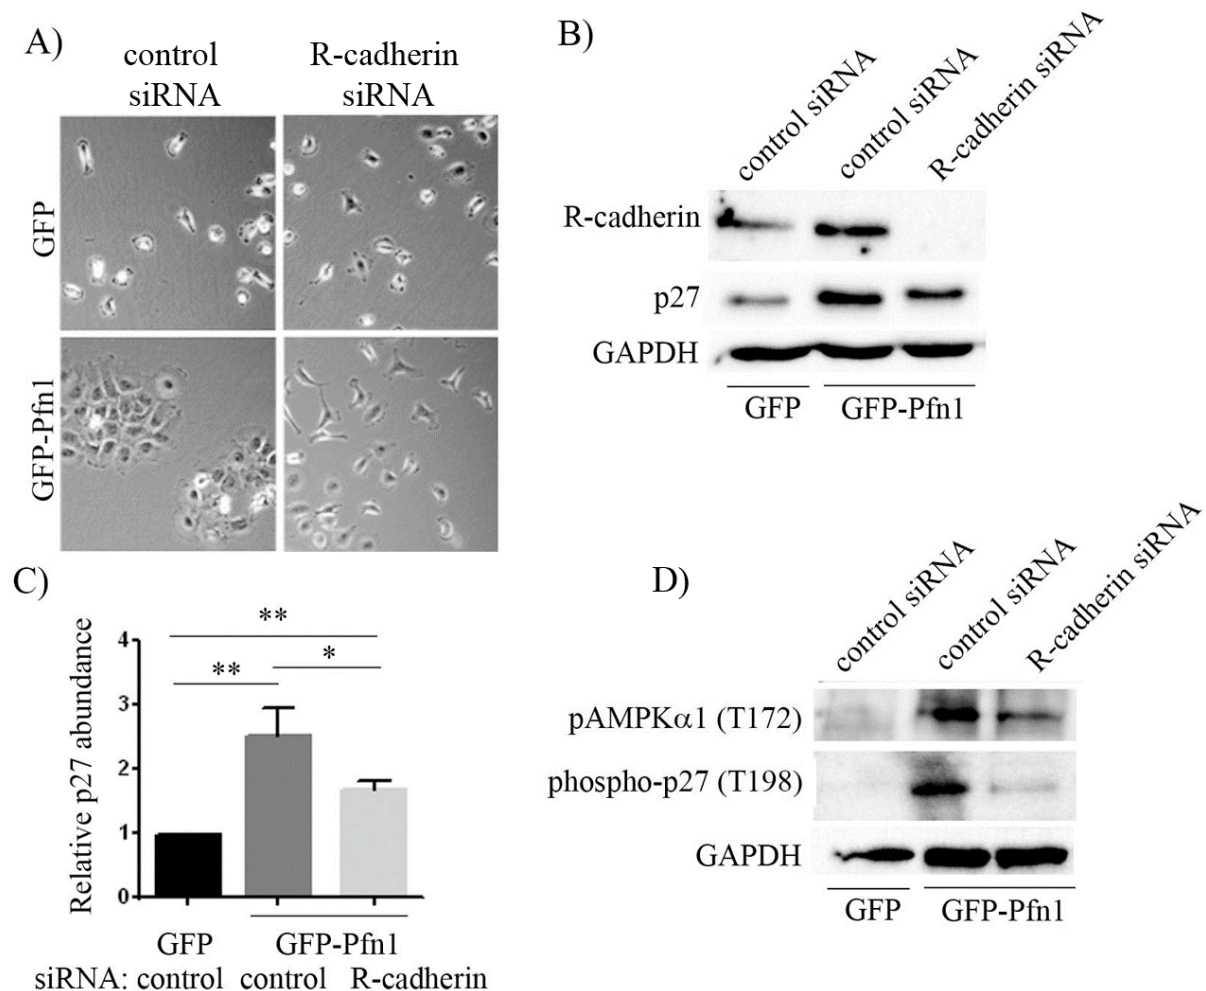 A)
control
siRNA
R-cadherin
siRNA
GFP
GFP-Pfn1
B)
control siRNA
control siRNA
R-cadherin siRNA
R-cadherin
p27
GAPDH
GFP
GFP-Pfn1
C)
Relative p27 abundance
4
3
2
1
0
**
**
*
GFP
GFP-Pfn1
siRNA: control control R-cadherin
D)
control siRNA
control siRNA
R-cadherin siRNA
pAMPKα1 (T172)
phospho-p27 (T198)
GAPDH
GFP
GFP-Pfn1